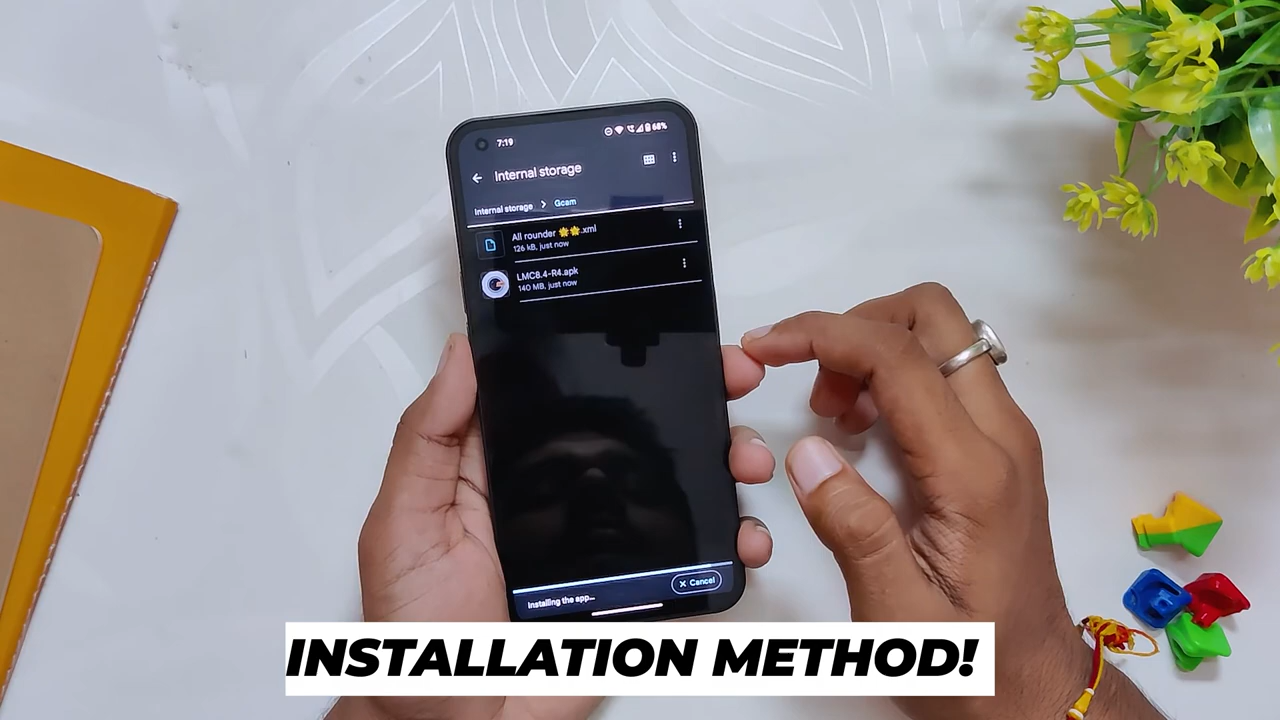 7:19
68%
Internal storage
Internal storage > Gcam
All rounder 🌟🌟.xml
126 kB, just now
LMC8.4-R4.apk
140 MB, just now
Installing the app...
× Cancel
INSTALLATION METHOD!